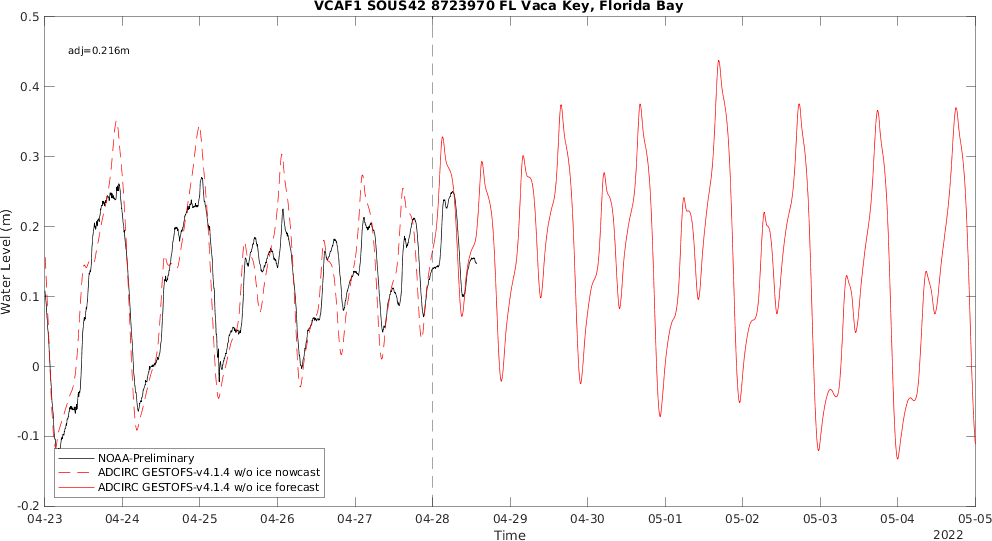 VCAF1 SOUS42 8723970 FL Vaca Key, Florida Bay
0.5
adj=0.216m
0.4
0.3
0.2
0.1
0
-0.1
-0.2
Water Level (m)
NOAA-Preliminary
ADCIRC GESTOFS-v4.1.4 w/o ice nowcast
ADCIRC GESTOFS-v4.1.4 w/o ice forecast
04-23 04-24 04-25 04-26 04-27 04-28 04-29 04-30 05-01 05-02 05-03 05-04 05-05
Time
2022